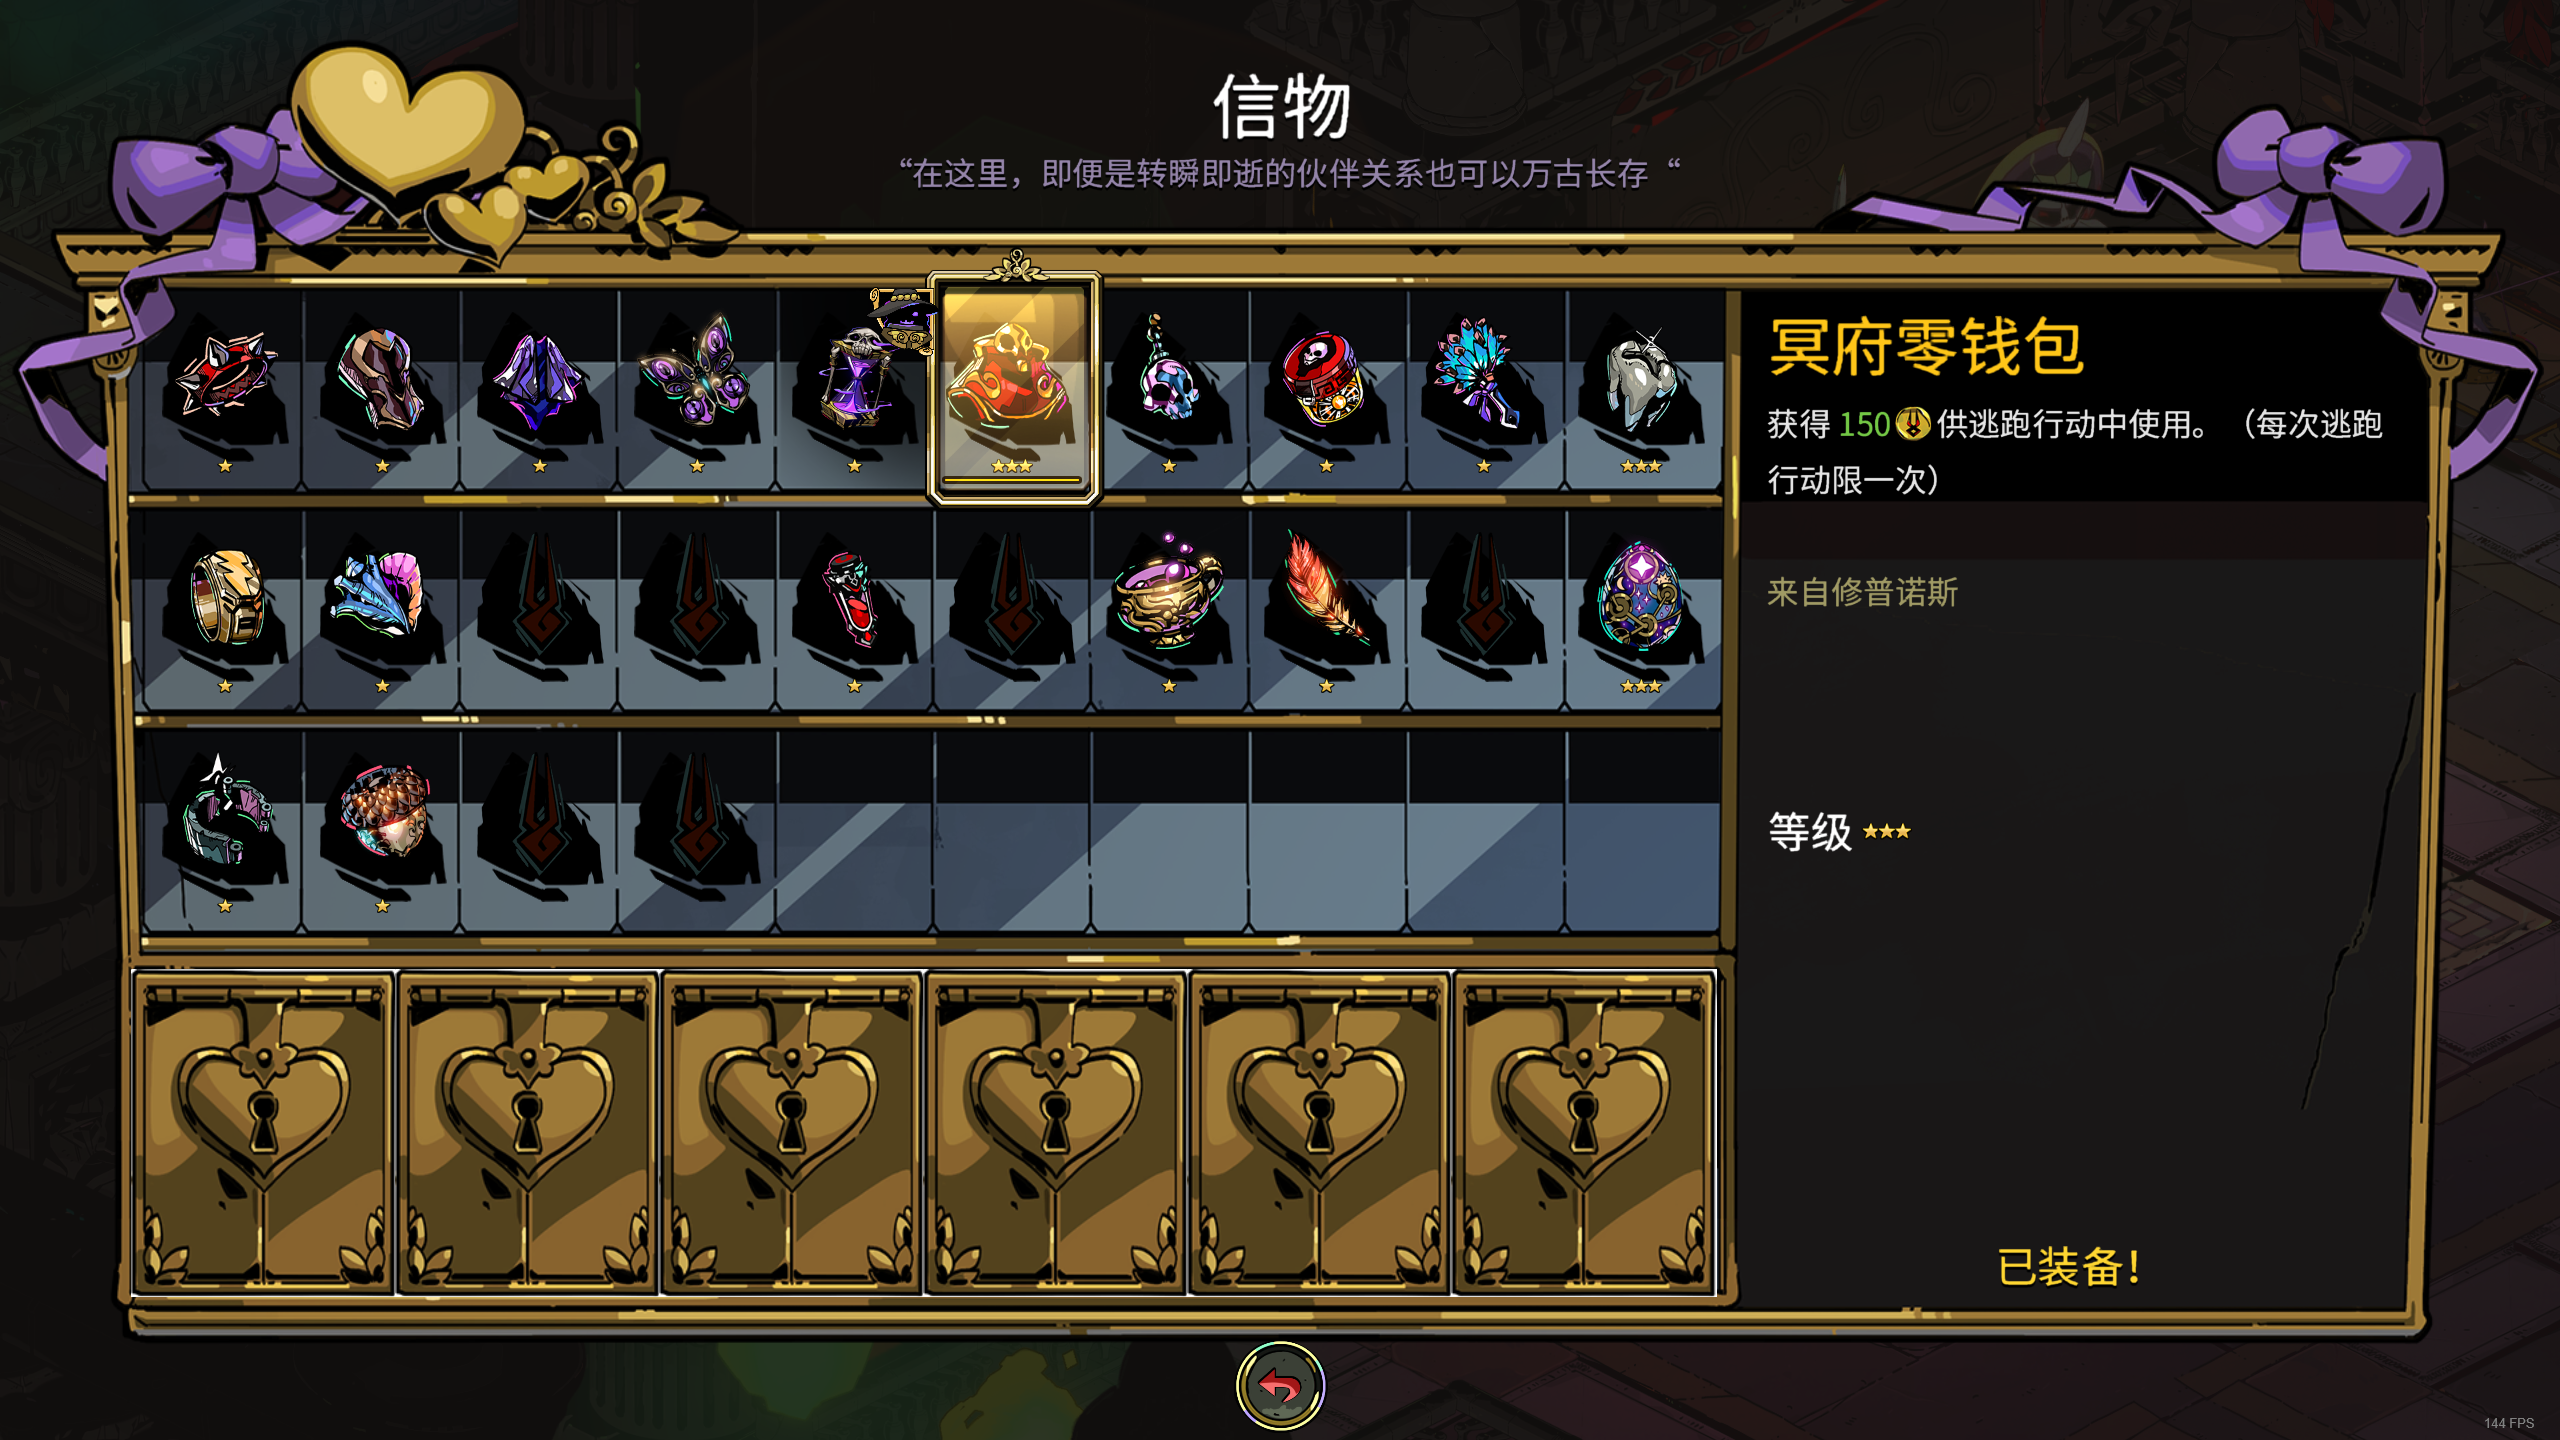 信物
“在这里，即便是转瞬即逝的伙伴关系也可以万古长存“
冥府零钱包
获得 150 供逃跑行动中使用。（每次逃跑
行动限一次）
来自修普诺斯
等级
已装备！
144 FPS